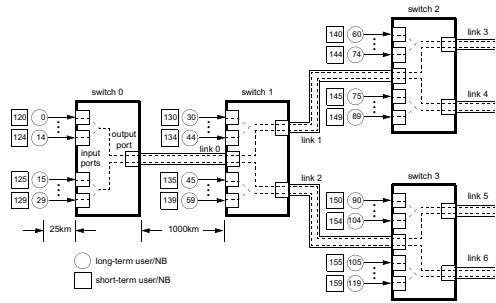 switch 2
140 60
144 74
link 3
145 75
149 89
link 4
switch 0
switch 1
120 0
124 14
input ports
output port
125 15
129 29
130 30
134 44
link 0
135 45
139 59
link 1
link 2
switch 3
150 90
154 104
link 5
155 105
159 119
link 6
25km
1000km
long-term user/NB
short-term user/NB